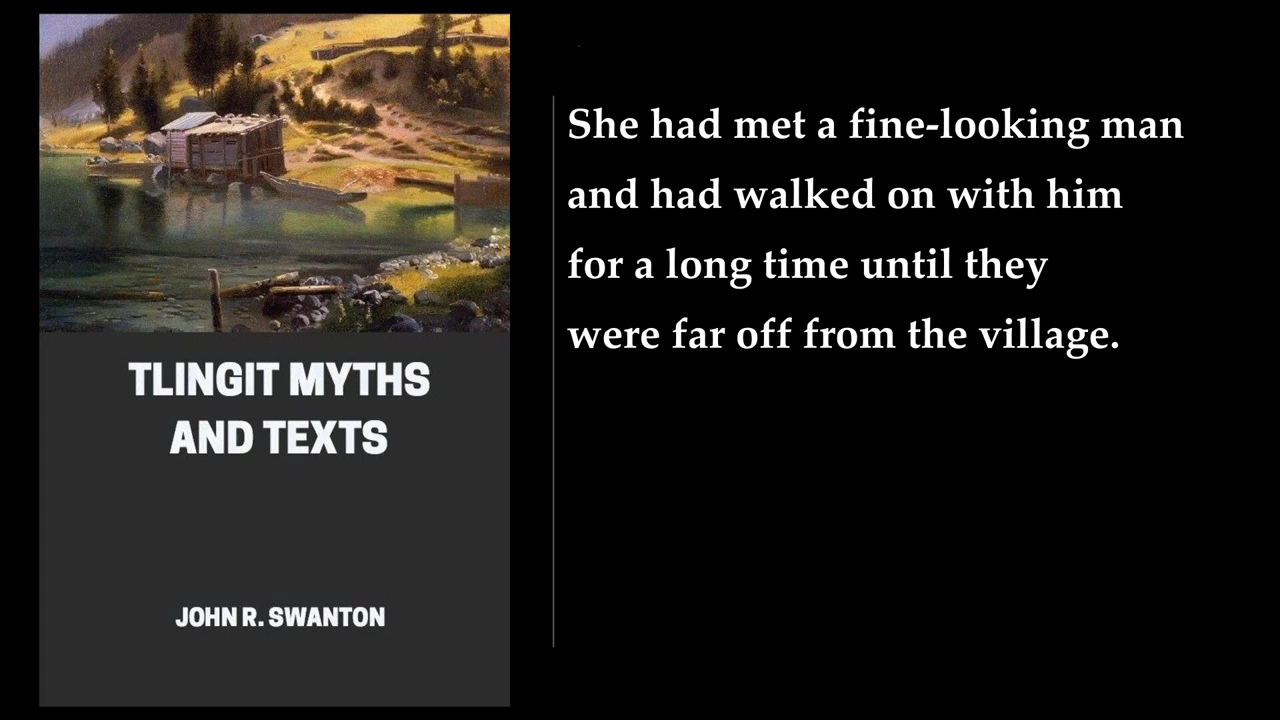 TLINGIT MYTHS
AND TEXTS
JOHN R. SWANTON
She had met a fine-looking man
and had walked on with him
for a long time until they
were far off from the village.